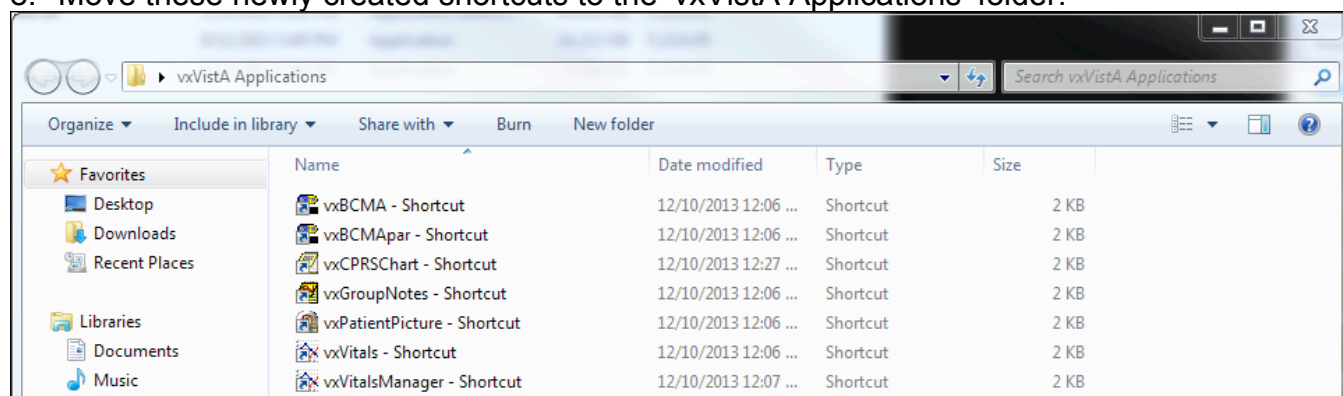 Move these newly created shortcuts to the 'vxVistA Applications' folder.
vxVistA Applications
Search vxVistA Applications
Organize Include in library Share with Burn New folder
Name Date modified Type Size
Favorites
Desktop vxBCMA - Shortcut 12/10/2013 12:06 ... Shortcut 2 KB
Downloads vxBCMApar - Shortcut 12/10/2013 12:06 ... Shortcut 2 KB
Recent Places vxCPRSChart - Shortcut 12/10/2013 12:27 ... Shortcut 2 KB
vxGroupNotes - Shortcut 12/10/2013 12:06 ... Shortcut 2 KB
Libraries vxPatientPicture - Shortcut 12/10/2013 12:06 ... Shortcut 2 KB
Documents vxVitals - Shortcut 12/10/2013 12:06 ... Shortcut 2 KB
Music vxVitalsManager - Shortcut 12/10/2013 12:07 ... Shortcut 2 KB